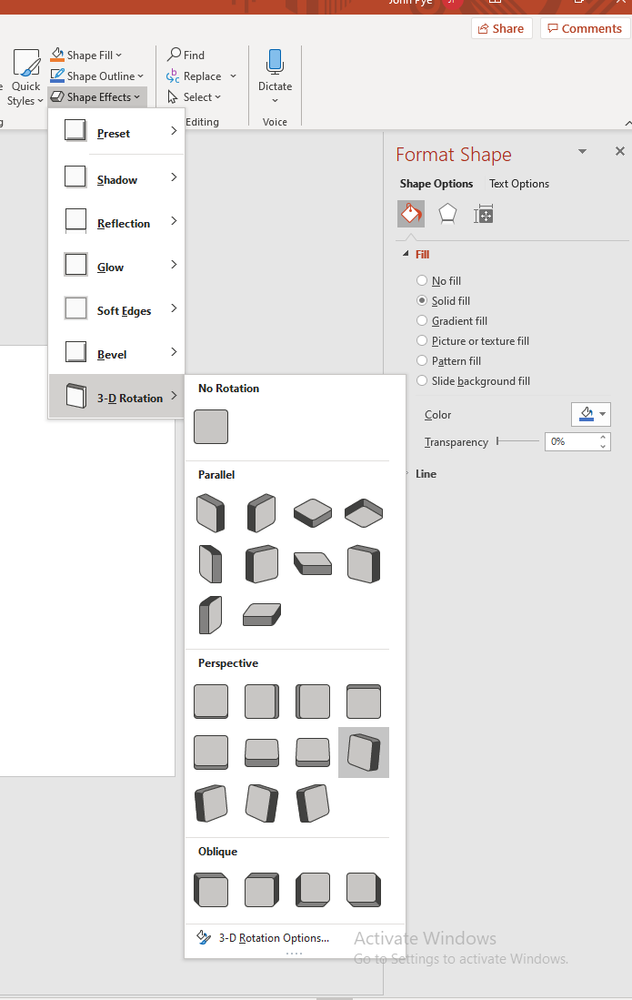 John Pye
Share
Comments
Quick
Styles
Shape Fill
Shape Outline
Shape Effects
Find
Replace
Select
Editing
Dictate
Voice
Preset
Shadow
Reflection
Glow
Soft Edges
Bevel
3-D Rotation
No Rotation
Parallel
Perspective
Oblique
3-D Rotation Options...
Format Shape
Shape Options Text Options
Fill
No fill
Solid fill
Gradient fill
Picture or texture fill
Pattern fill
Slide background fill
Color
Transparency 0%
Line
Activate Windows
Go to Settings to activate Windows.